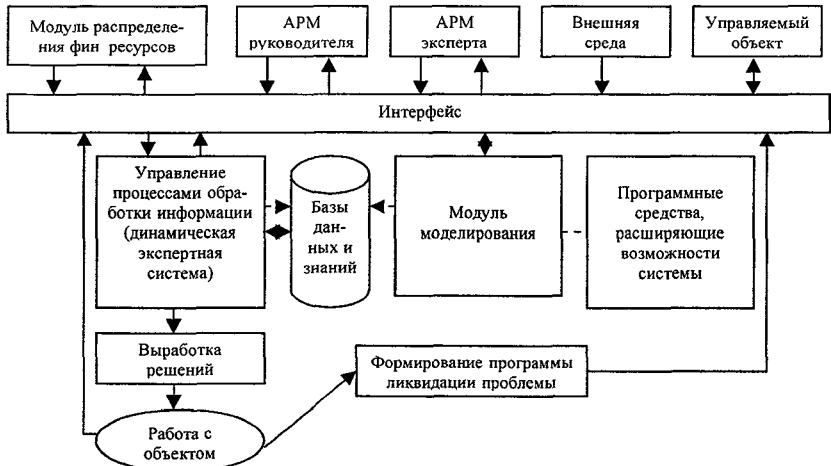 Модуль распределе-
ния фин ресурсов
АРМ
руководителя
АРМ
эксперта
Внешняя
среда
Управляемый
объект
Интерфейс
Управление
процессами обра-
ботки информации
(динамическая
экспертная
система)
Базы
дан-
ных и
знаний
Модуль
моделирования
Программные
средства,
расширяющие
возможности
системы
Выработка
решений
Формирование программы
ликвидации проблемы
Работа с
объектом